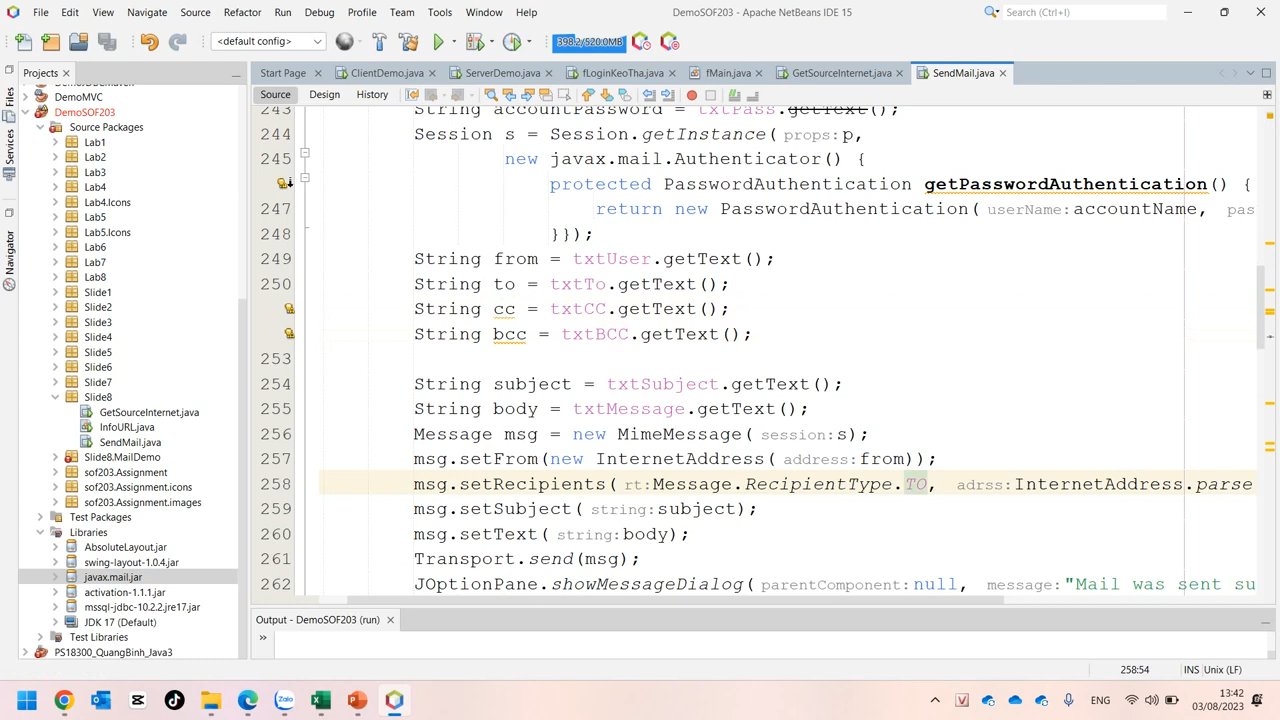 File Edit View Navigate Source Refactor Run Debug Profile Team Tools Window Help DemoSOF203 - Apache NetBeans IDE 15 Search (Ctrl+I)
<default config> 398.2/520.0MB
Projects Start Page ClientDemo.java ServerDemo.java fLoginKeoTha.java fMain.java GetSourceInternet.java SendMail.java
Source Design History
Files
Services
Navigator
DemoMVC
DemoSOF203
Source Packages
Lab1
Lab2
Lab3
Lab4
Lab4.Icons
Lab5
Lab5.Icons
Lab6
Lab7
Lab8
Slide1
Slide2
Slide3
Slide4
Slide5
Slide6
Slide7
Slide8
GetSourceInternet.java
InfoURL.java
SendMail.java
Slide8.MailDemo
sof203.Assignment
sof203.Assignment.icons
sof203.Assignment.images
Test Packages
Libraries
AbsoluteLayout.jar
swing-layout-1.0.4.jar
javax.mail.jar
activation-1.1.1.jar
mssql-jdbc-10.2.2.jre17.jar
JDK 17 (Default)
Test Libraries
PS18300_QuangBinh_Java3
243 String accountPassword = txtPass.getText();
244 Session s = Session.getInstance(props:p,
245 new javax.mail.Authenticator() {
protected PasswordAuthentication getPasswordAuthentication() {
247 return new PasswordAuthentication(userName:accountName, pas
248 }});
249 String from = txtUser.getText();
250 String to = txtTo.getText();
String cc = txtCC.getText();
String bcc = txtBCC.getText();
253
254 String subject = txtSubject.getText();
255 String body = txtMessage.getText();
256 Message msg = new MimeMessage(session:s);
257 msg.setFrom(new InternetAddress(address:from));
258 msg.setRecipients(rt:Message.RecipientType.TO, adrss:InternetAddress.parse
259 msg.setSubject(string:subject);
260 msg.setText(string:body);
261 Transport.send(msg);
262 JOptionPane.showMessageDialog(parentComponent:null, message:"Mail was sent su
Output - DemoSOF203 (run)
258:54 INS Unix (LF)
Zalo ENG 13:42
03/08/2023